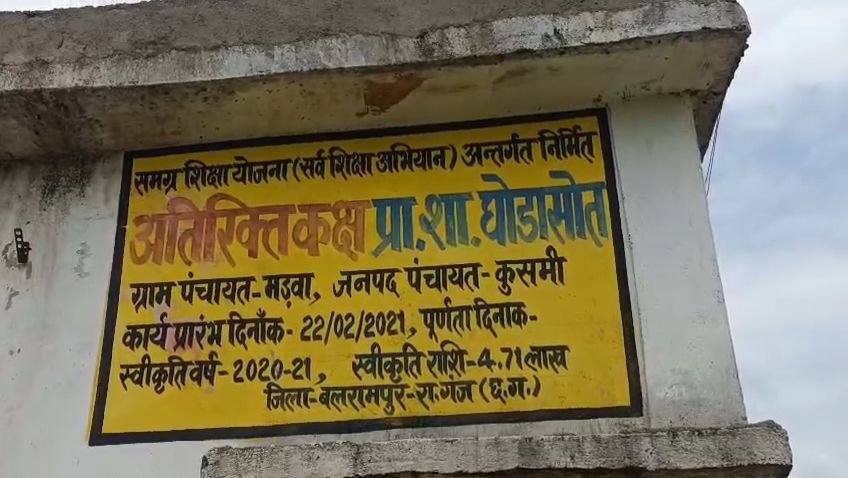 समग्र शिक्षा योजना (सर्व शिक्षा अभियान) अन्तर्गत निर्मित
अतिरिक्त कक्ष प्रा.शा. घोडासोत
ग्राम पंचायत- मड़वा, जनपद पंचायत- कुसमी
कार्य प्रारंभ दिनाँक- 22/02/2021, पूर्णता दिनाक-
स्वीकृति वर्ष- 2020-21, स्वीकृति राशि-4.71 लाख
जिला-बलरामपुर-रा.गंज (छ.ग.)